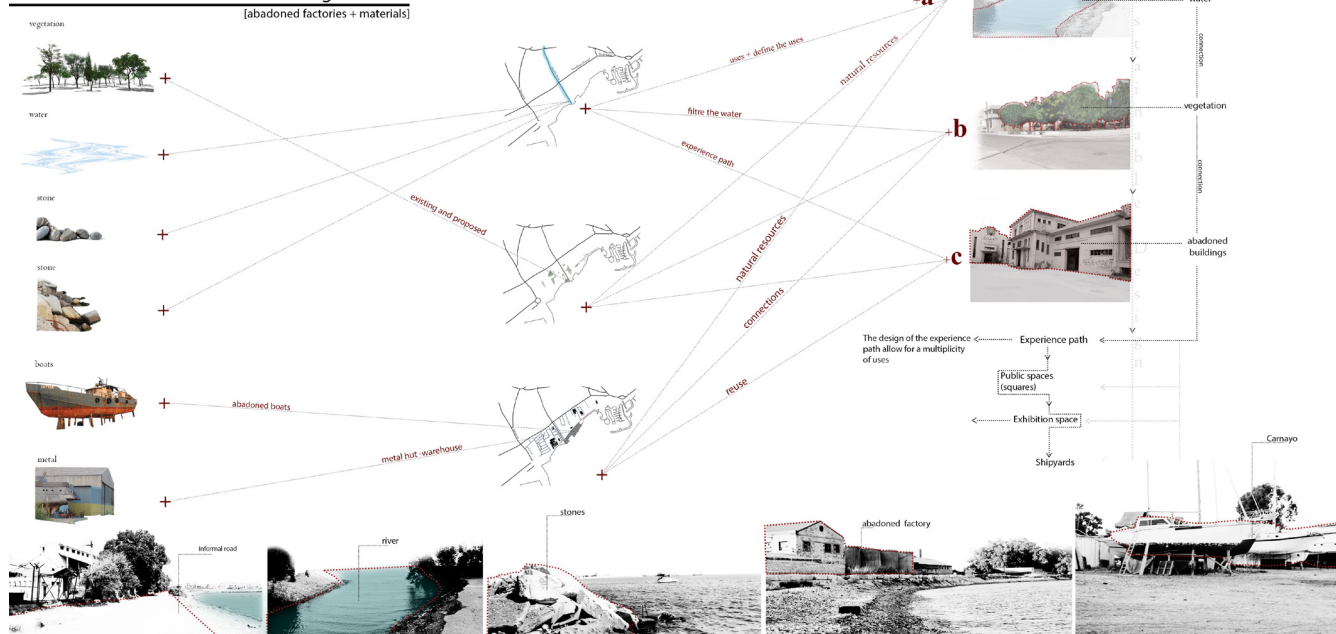 [abadoned factories + materials]
vegetation
water
stone
stone
boats
metal
existing and proposed
abadoned boats
metal hut -warehouse
uses + define the uses
natural resources
filtre the water
experience path
natural resources
connections
reuse
a
b
c
water
connection
vegetation
connection
abadoned
buildings
s
t
a
i
n
a
b
l
e
D
e
s
i
g
n
The design of the experience
path allow for a multiplicity
of uses
Experience path
Public spaces
(squares)
Exhibition space
Shipyards
Carnayo
informal road
river
stones
abadoned factory